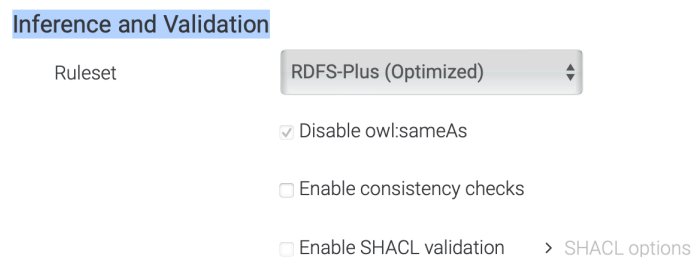 Inference and Validation
Ruleset RDFS-Plus (Optimized)
Disable owl:sameAs
Enable consistency checks
Enable SHACL validation > SHACL options